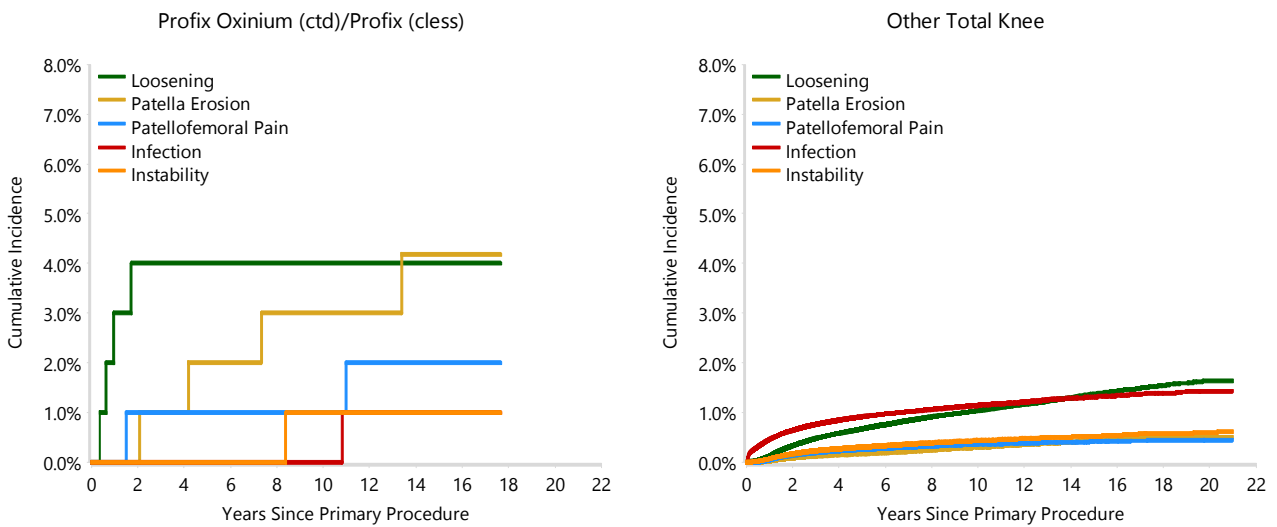 Profix Oxinium (ctd)/Profix (cless)
8.0%
7.0%
6.0%
5.0%
4.0%
3.0%
2.0%
1.0%
0.0%
Cumulative Incidence
Loosening
Patella Erosion
Patellofemoral Pain
Infection
Instability
0 2 4 6 8 10 12 14 16 18 20 22
Years Since Primary Procedure
Other Total Knee
8.0%
7.0%
6.0%
5.0%
4.0%
3.0%
2.0%
1.0%
0.0%
Cumulative Incidence
Loosening
Patella Erosion
Patellofemoral Pain
Infection
Instability
0 2 4 6 8 10 12 14 16 18 20 22
Years Since Primary Procedure